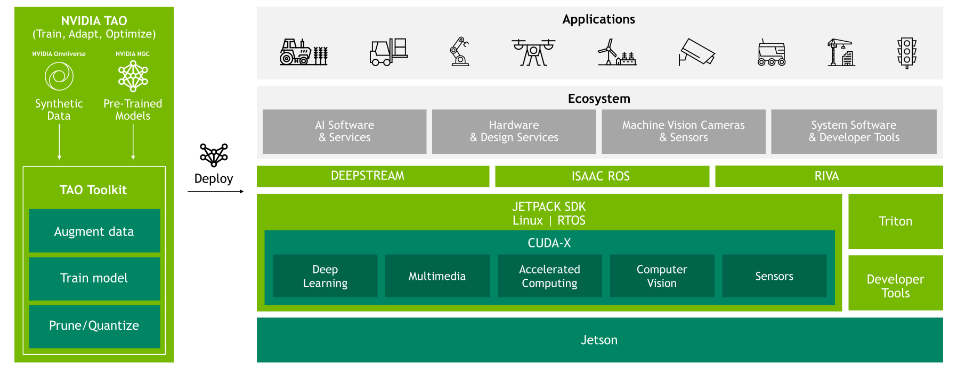 NVIDIA TAO
(Train, Adapt, Optimize)
NVIDIA Omniverse
NVIDIA NGC
Synthetic
Data
Pre-Trained
Models
TAO Toolkit
Augment data
Train model
Prune/Quantize
Deploy
Applications
Ecosystem
AI Software
& Services
Hardware
& Design Services
Machine Vision Cameras
& Sensors
System Software
& Developer Tools
DEEPSTREAM
ISAAC ROS
RIVA
JETPACK SDK
Linux | RTOS
CUDA-X
Deep
Learning
Multimedia
Accelerated
Computing
Computer
Vision
Sensors
Triton
Developer
Tools
Jetson